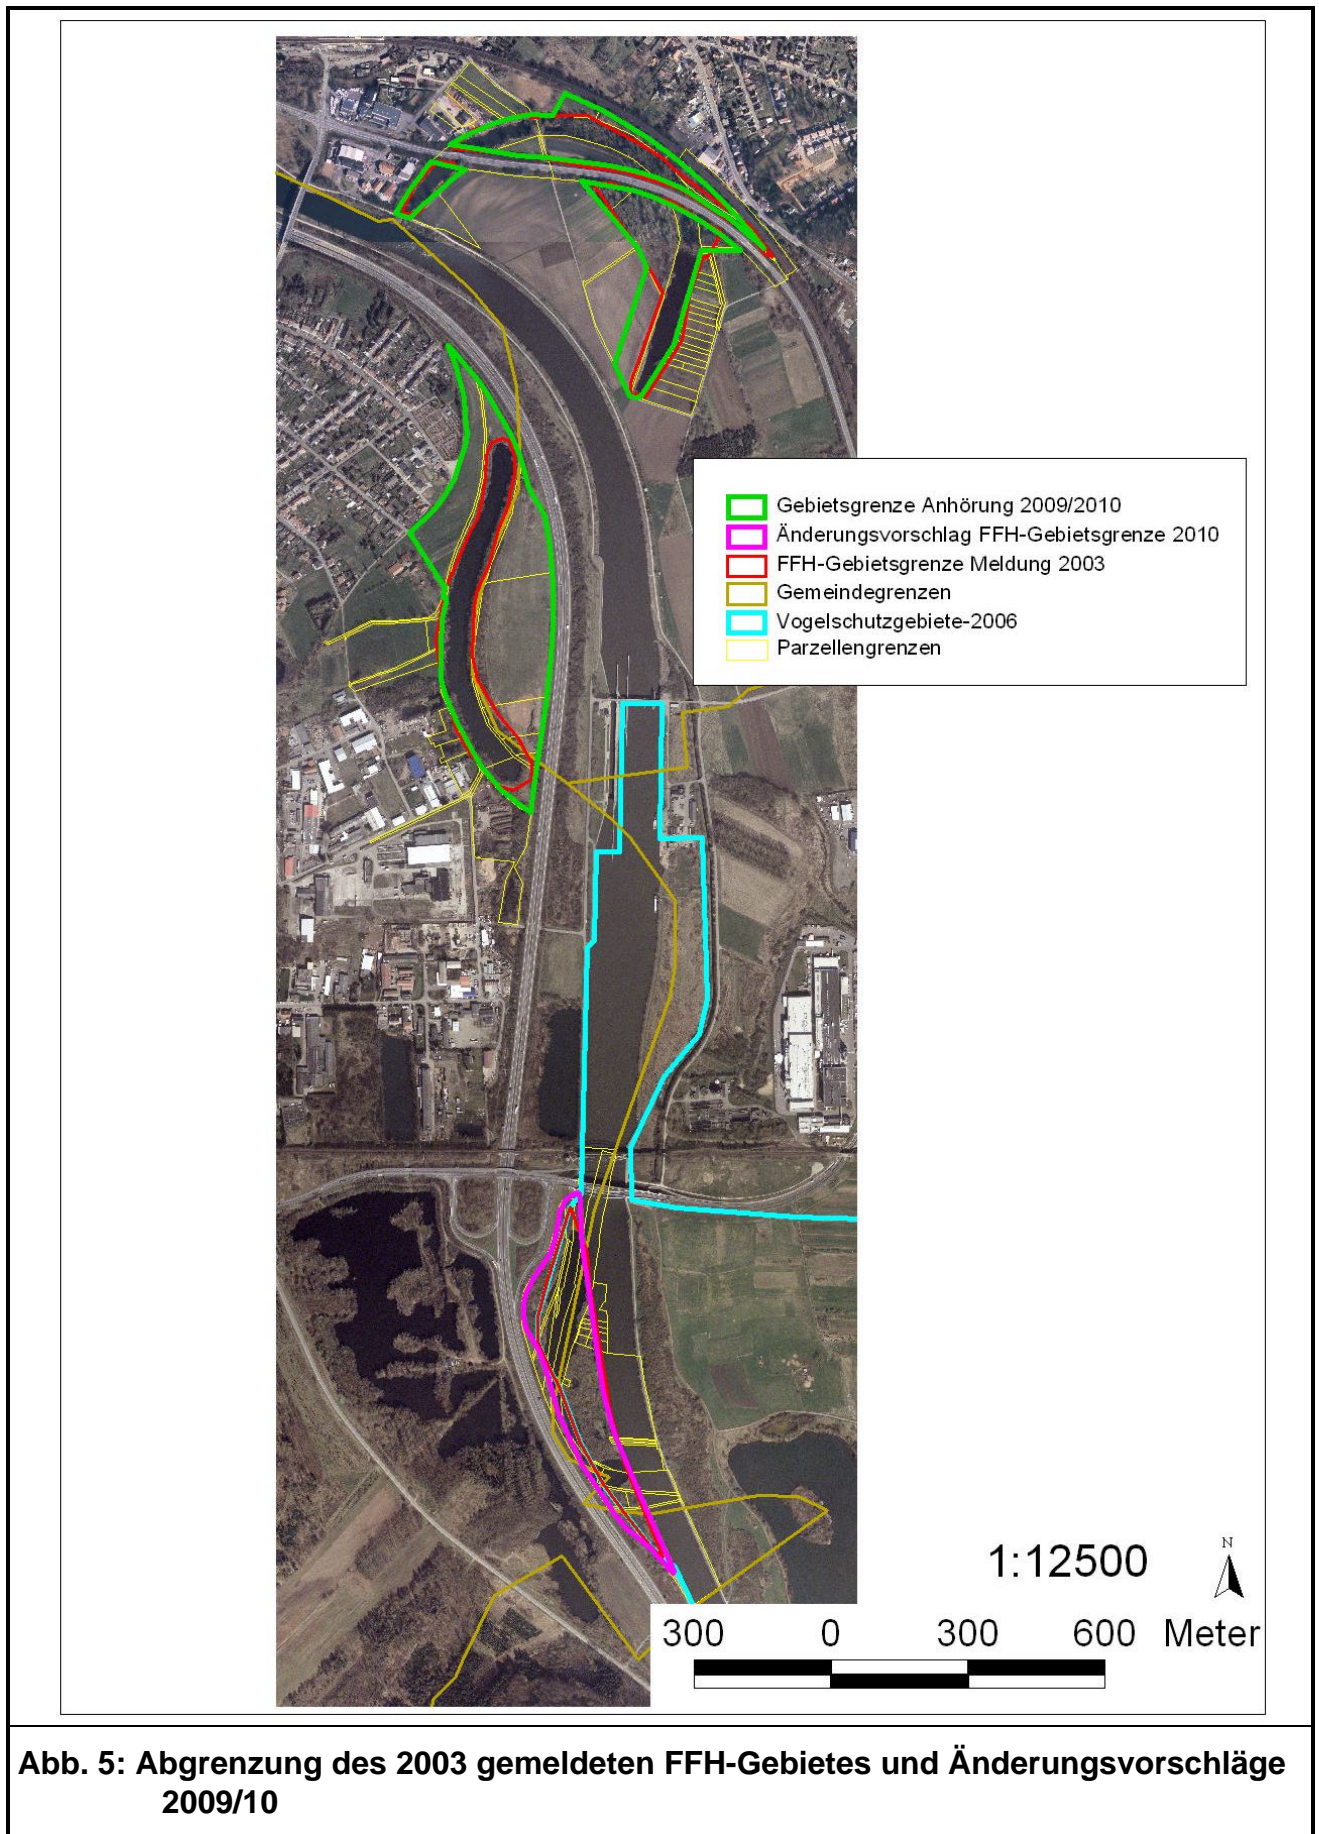 Gebietsgrenze Anhörung 2009/2010
Änderungsvorschlag FFH-Gebietsgrenze 2010
FFH-Gebietsgrenze Meldung 2003
Gemeindegrenzen
Vogelschutzgebiete-2006
Parzellengrenzen
1:12500
N
300 0 300 600 Meter
Abb. 5: Abgrenzung des 2003 gemeldeten FFH-Gebietes und Änderungsvorschläge
2009/10